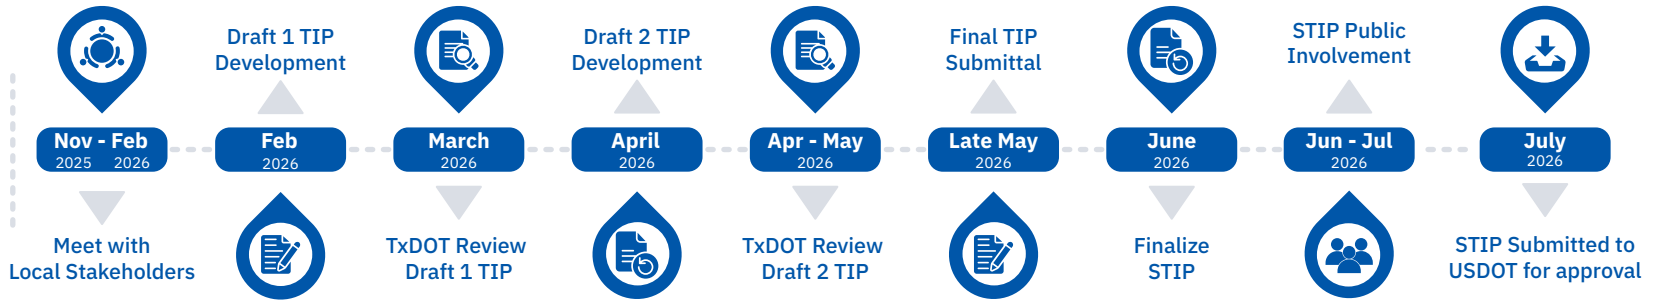 Nov - Feb
2025 2026
Meet with
Local Stakeholders
Draft 1 TIP
Development
Feb
2026
March
2026
TxDOT Review
Draft 1 TIP
Draft 2 TIP
Development
April
2026
Apr - May
2026
TxDOT Review
Draft 2 TIP
Final TIP
Submittal
Late May
2026
June
2026
Finalize
STIP
STIP Public
Involvement
Jun - Jul
2026
July
2026
STIP Submitted to
USDOT for approval